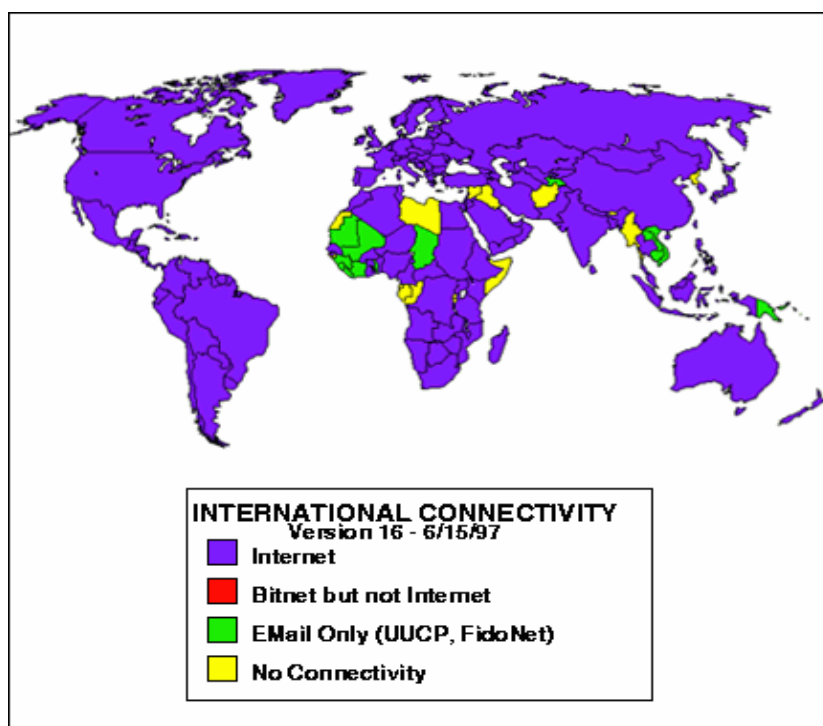 INTERNATIONAL CONNECTIVITY
Version 16 - 6/15/97
Internet
Bitnet but not Internet
EMail Only (UUCP, FidoNet)
No Connectivity